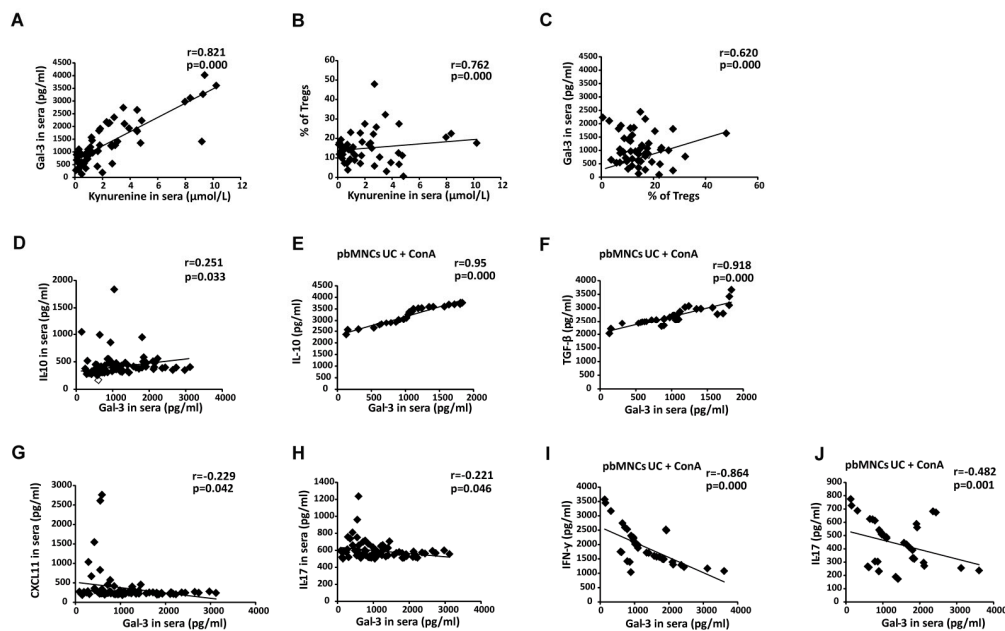 A
r=0.821
p=0.000
Gal-3 in sera (pg/ml)
4500
4000
3500
3000
2500
2000
1500
1000
500
0
0 2 4 6 8 10 12
Kynurenine in sera (μmol/L)
B
r=0.762
p=0.000
% of Tregs
60
50
40
30
20
10
0
0 2 4 6 8 10 12
Kynurenine in sera (μmol/L)
C
r=0.620
p=0.000
Gal-3 in sera (pg/ml)
4500
4000
3500
3000
2500
2000
1500
1000
500
0
0 20 40 60
% of Tregs
D
r=0.251
p=0.033
IL-10 in sera (pg/ml)
2000
1500
1000
500
0
0 1000 2000 3000 4000
Gal-3 in sera (pg/ml)
E
pbMNCs UC + ConA
r=0.95
p=0.000
IL-10 (pg/ml)
4500
4000
3500
3000
2500
2000
1500
1000
500
0
0 500 1000 1500 2000
Gal-3 in sera (pg/ml)
F
pbMNCs UC + ConA
r=0.918
p=0.000
TGF-β (pg/ml)
4500
4000
3500
3000
2500
2000
1500
1000
500
0
0 500 1000 1500 2000
Gal-3 in sera (pg/ml)
G
r=-0.229
p=0.042
CXCL11 in sera (pg/ml)
3000
2500
2000
1500
1000
500
0
0 1000 2000 3000 4000
Gal-3 in sera (pg/ml)
H
r=-0.221
p=0.046
IL-17 in sera (pg/ml)
1400
1200
1000
800
600
400
200
0
0 1000 2000 3000 4000
Gal-3 in sera (pg/ml)
I
pbMNCs UC + ConA
r=-0.864
p=0.000
IFN-γ (pg/ml)
4000
3500
3000
2500
2000
1500
1000
500
0
0 1000 2000 3000 4000
Gal-3 in sera (pg/ml)
J
pbMNCs UC + ConA
r=-0.482
p=0.001
IL-17 (pg/ml)
900
800
700
600
500
400
300
200
100
0
0 1000 2000 3000 4000
Gal-3 in sera (pg/ml)